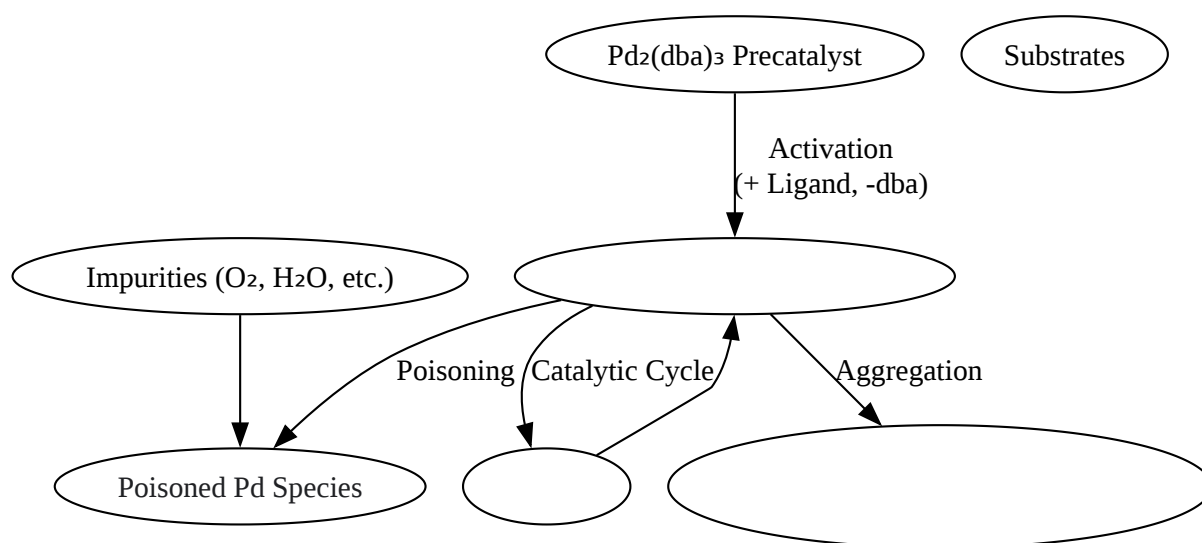 Pd₂(dba)₃ Precatalyst
Substrates
Activation
(+ Ligand, -dba)
Impurities (O₂, H₂O, etc.)
Poisoning
Catalytic Cycle
Aggregation
Poisoned Pd Species